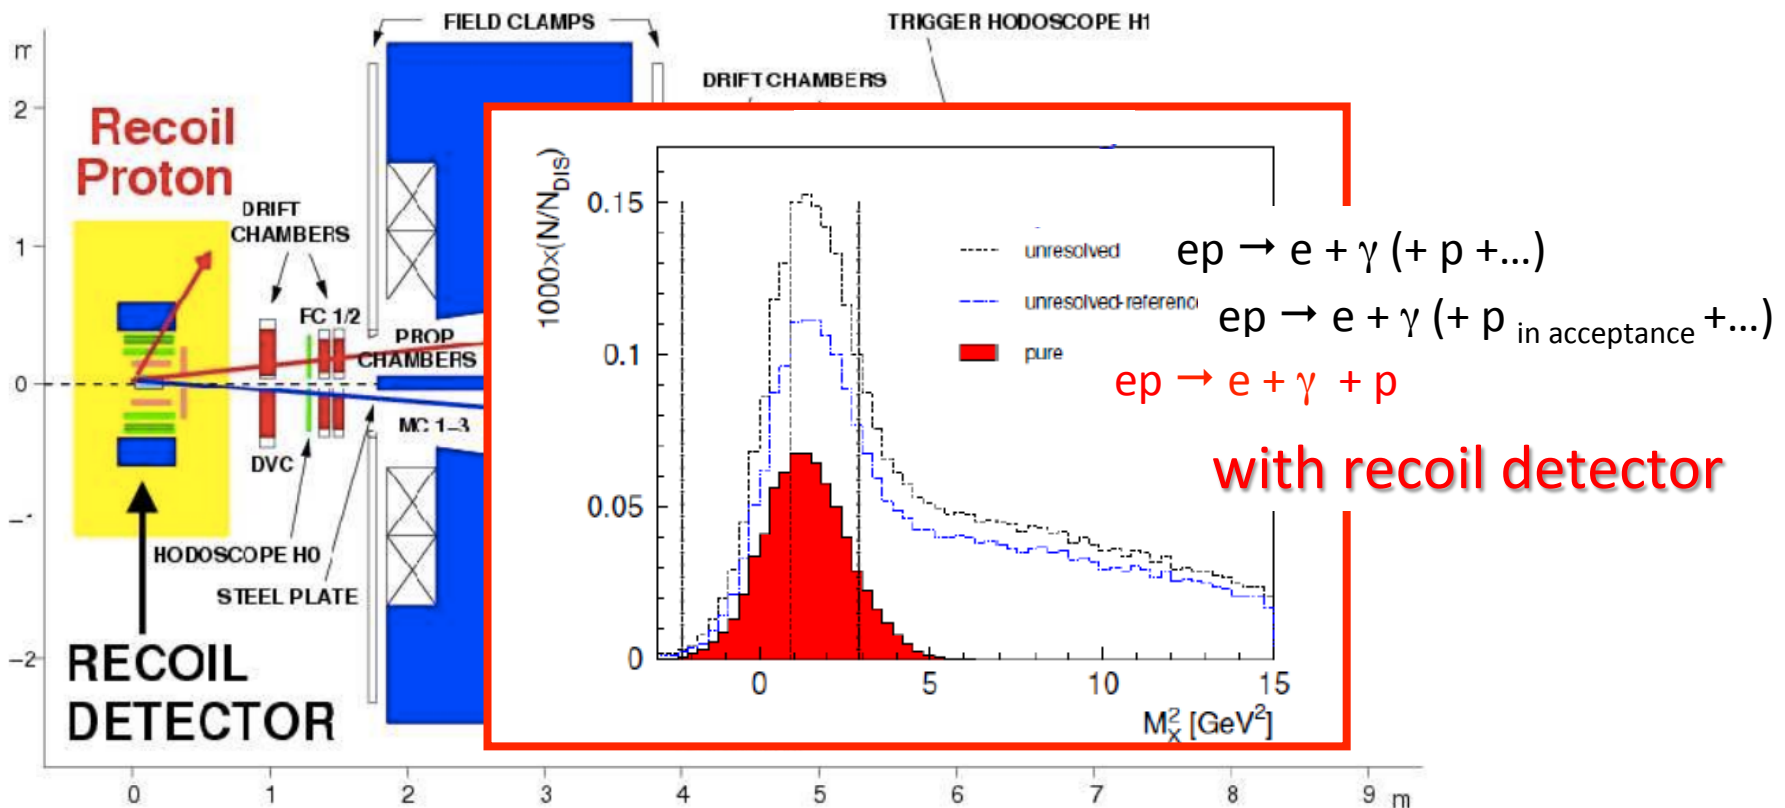 FIELD CLAMPS
TRIGGER HODOSCOPE H1
m
DRIFT CHAMBERS
2
Recoil
Proton
1
DRIFT
CHAMBERS
FC 1/2
PROP
CHAMBERS
0
MC 1–3
DVC
–1
HODOSCOPE H0
STEEL PLATE
–2
RECOIL
DETECTOR
0 1 2 3 4 5 6 7 8 9 m
1000×(N/N_DIS)
0.15
0.1
0.05
0
unresolved
unresolved-reference
pure
0 5 10 15
M_X^2 [GeV^2]
ep → e + γ (+ p +…)
ep → e + γ (+ p in acceptance +…)
ep → e + γ + p
with recoil detector